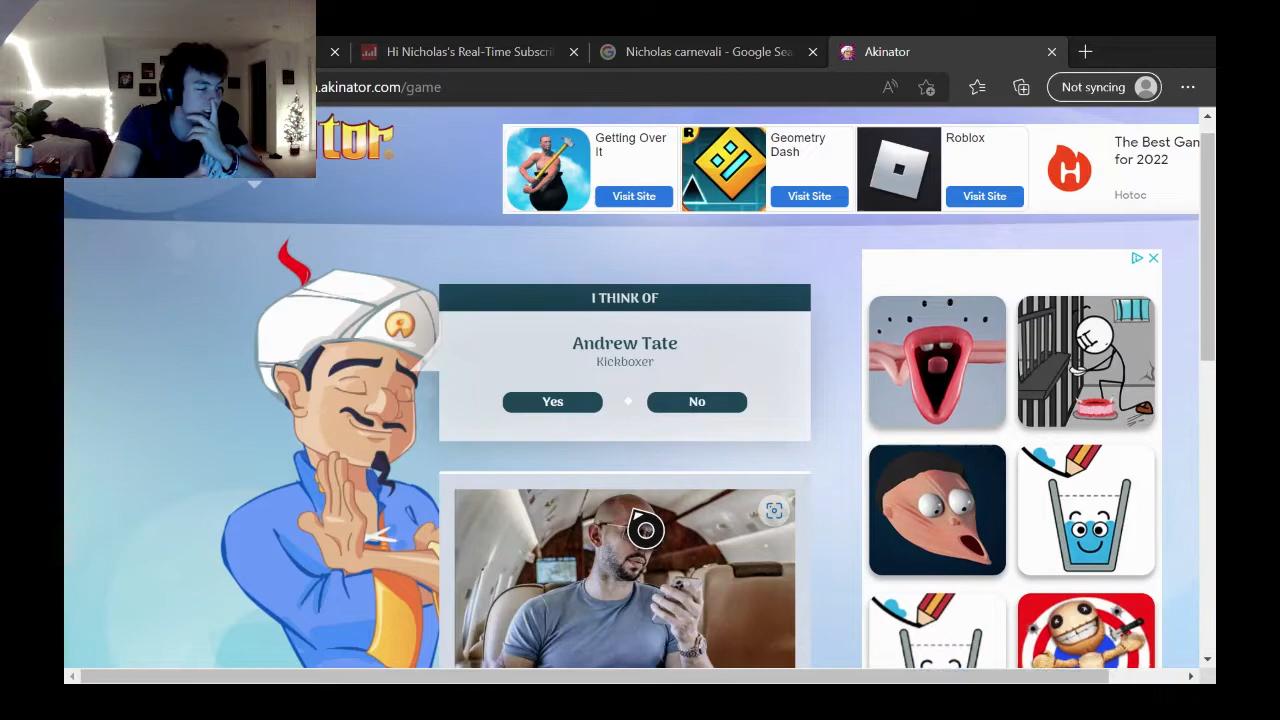 Hi Nicholas's Real-Time Subscri
Nicholas carnevali - Google Sea
Akinator
.akinator.com/game
Not syncing
tor.
Getting Over It
Visit Site
R
Geometry Dash
Visit Site
Roblox
Visit Site
H
The Best Gan
for 2022
Hotoc
I THINK OF
Andrew Tate
Kickboxer
Yes
No